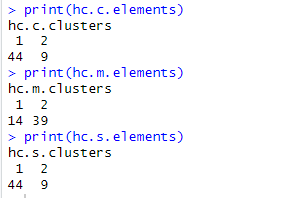 > print(hc.c.elements)
hc.c.clusters
 1  2
44  9
> print(hc.m.elements)
hc.m.clusters
 1  2
14 39
> print(hc.s.elements)
hc.s.clusters
 1  2
44  9